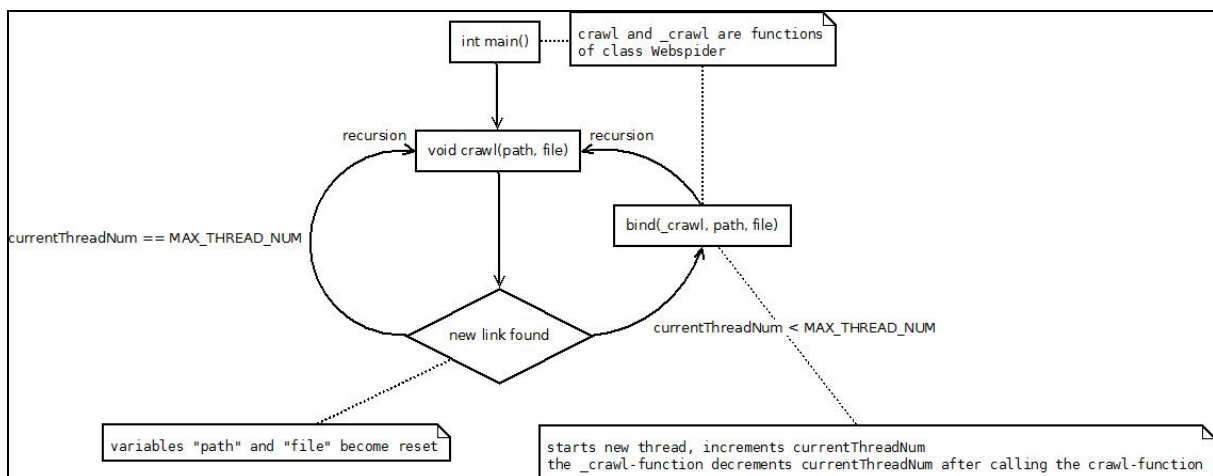 int main()
crawl and _crawl are functions
of class Webspider
recursion
recursion
void crawl(path, file)
bind(_crawl, path, file)
currentThreadNum == MAX_THREAD_NUM
currentThreadNum < MAX_THREAD_NUM
new link found
variables "path" and "file" become reset
starts new thread, increments currentThreadNum
the _crawl-function decrements currentThreadNum after calling the crawl-function